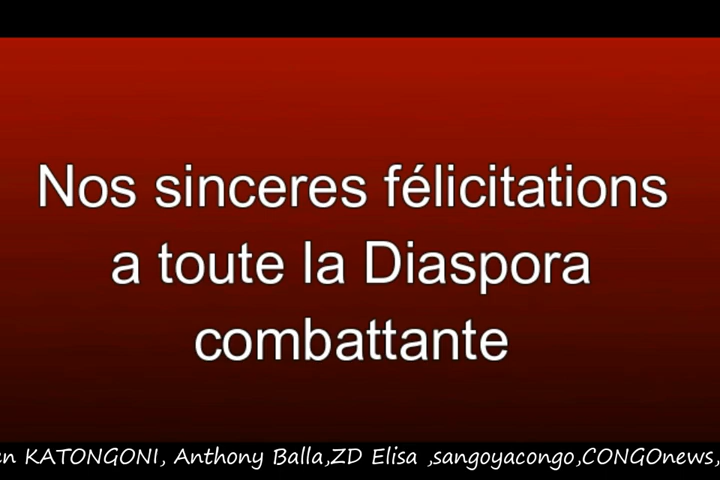 Nos sinceres félicitations
a toute la Diaspora
combattante
KATONGONI, Anthony Balla,ZD Elisa ,sangoyacongo,CONGOnews,